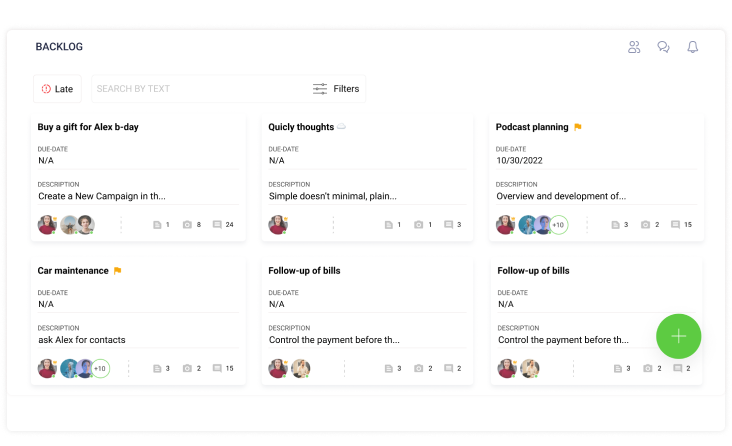 BACKLOG
Late
SEARCH BY TEXT
Filters
Buy a gift for Alex b-day
DUE-DATE
N/A
DESCRIPTION
Create a New Campaign in th...
1 8 24
Quicly thoughts
DUE-DATE
N/A
DESCRIPTION
Simple doesn't minimal, plain...
1 1 3
Podcast planning
DUE-DATE
10/30/2022
DESCRIPTION
Overview and development of...
+10 3 2 15
Car maintenance
DUE-DATE
N/A
DESCRIPTION
ask Alex for contacts
+10 3 2 15
Follow-up of bills
DUE-DATE
N/A
DESCRIPTION
Control the payment before th...
3 2 2
Follow-up of bills
DUE-DATE
N/A
DESCRIPTION
Control the payment before th...
3 2 2